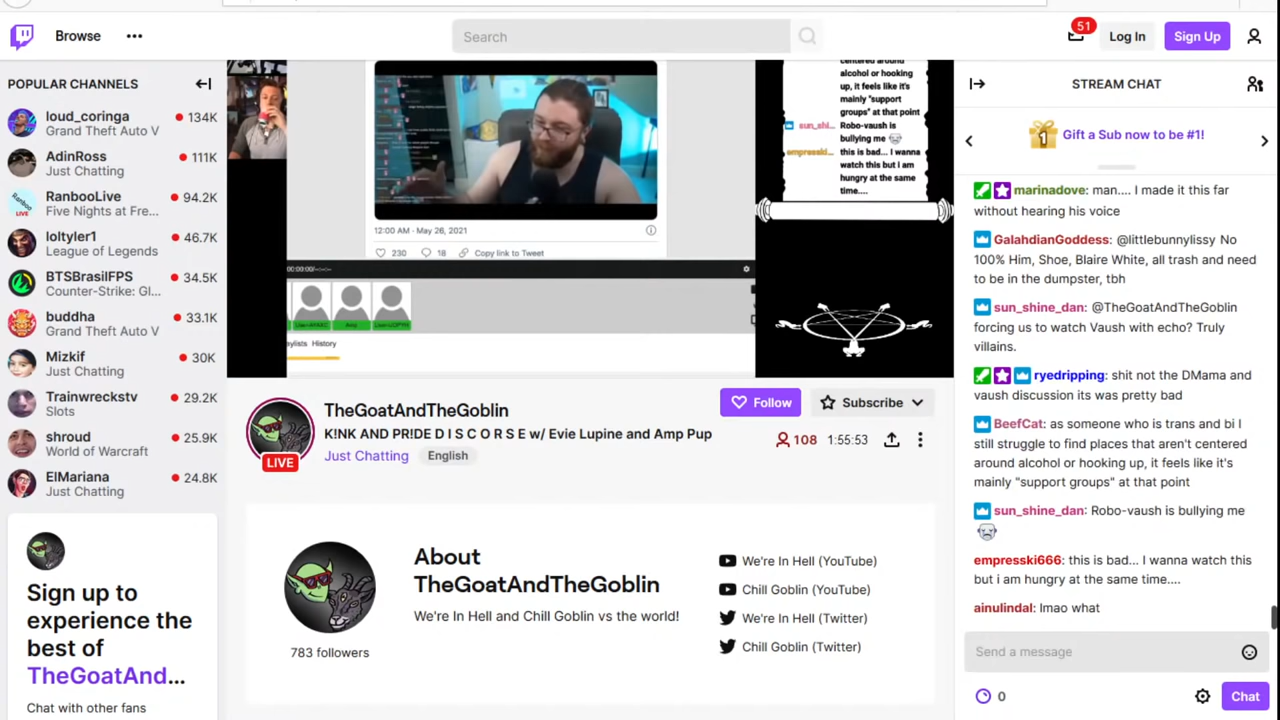 Browse
Search
51
Log In
Sign Up
POPULAR CHANNELS
loud_coringa
Grand Theft Auto V
124K
AdinRoss
Just Chatting
111K
RanbooLive
Five Nights at Fre...
94.2K
loltyler1
League of Legends
46.7K
ESBrasilFPS
Counter-Strike: Gl...
34.5K
buddha
Grand Theft Auto V
33.1K
Mizkif
Just Chatting
30K
Trainwreckstv
Slots
29.2K
shroud
World of Warcraft
25.9K
ElMariana
Just Chatting
24.8K
Sign up to
experience the
best of
TheGoatAnd...
Chat with other fans
12:00 AM · May 26, 2021
230
18
Copy link to Tweet
aylists History
centered around
alcohol or hooking
up, it feels like it's
mainly "support
groups" at that point
sun_shi...
Robo-vaush is
bullying me
empresski...
this is bad... I wanna
watch this but I am
hungry at the same
time....
LIVE
TheGoatAndTheGoblin
K!NK AND PR!DE D I S C O R S E w/ Evie Lupine and Amp Pup
Just Chatting
English
Follow
Subscribe
108
1:55:53
783 followers
About
TheGoatAndTheGoblin
We're In Hell and Chill Goblin vs the world!
We're In Hell (YouTube)
Chill Goblin (YouTube)
We're In Hell (Twitter)
Chill Goblin (Twitter)
STREAM CHAT
1
Gift a Sub now to be #1!
marinadove: man.... I made it this far
without hearing his voice
GalahdianGoddess: @littlebunnylissy No
100% Him, Shoe, Blaire White, all trash and need
to be in the dumpster, tbh
sun_shine_dan: @TheGoatAndTheGoblin
forcing us to watch Vaush with echo? Truly
villains.
ryedripping: shit not the DMama and
vaush discussion its was pretty bad
BeefCat: as someone who is trans and bi I
still struggle to find places that aren't centered
around alcohol or hooking up, it feels like it's
mainly "support groups" at that point
sun_shine_dan: Robo-vaush is bullying me
empresski666: this is bad... I wanna watch this
but i am hungry at the same time....
ainulindal: lmao what
Send a message
0
Chat